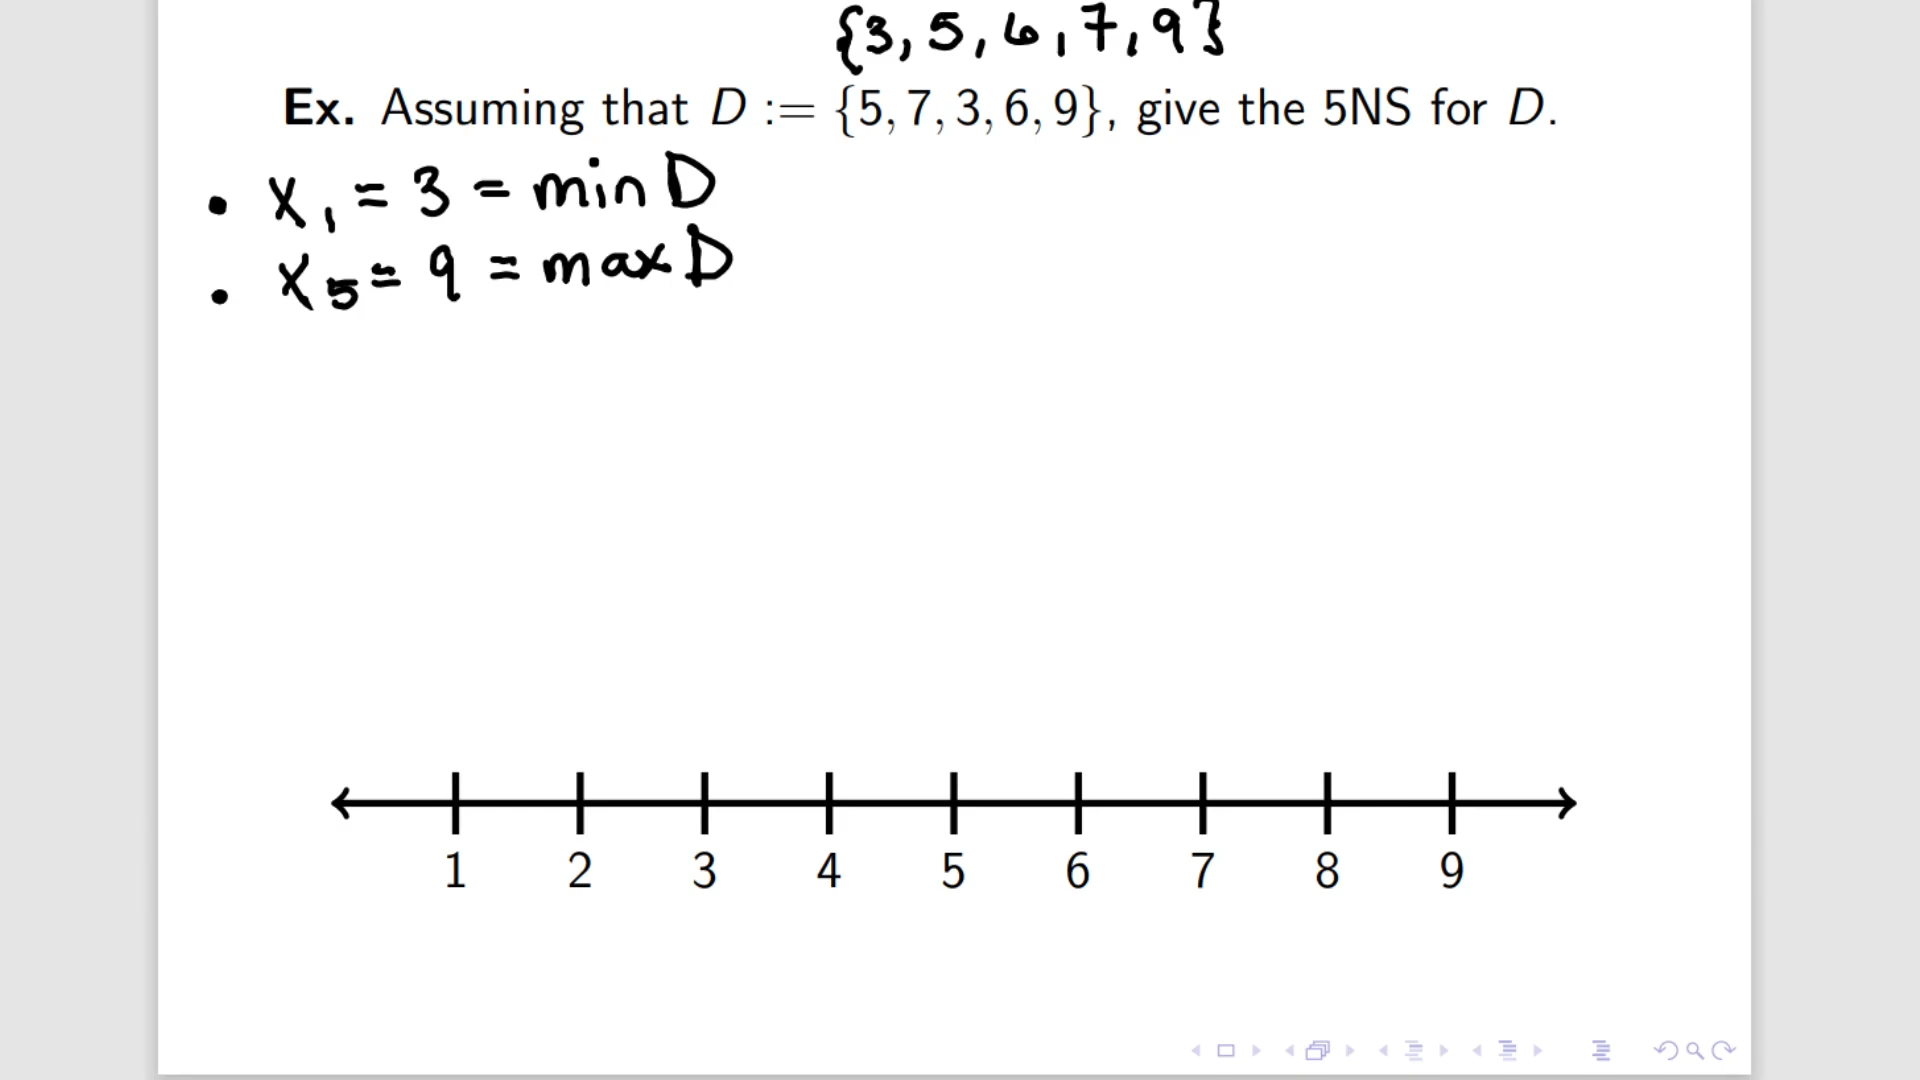 {3, 5, 6, 7, 9}
Ex. Assuming that D := {5, 7, 3, 6, 9}, give the 5NS for D.
• x₁ = 3 = min D
• x₅ = 9 = max D
1 2 3 4 5 6 7 8 9